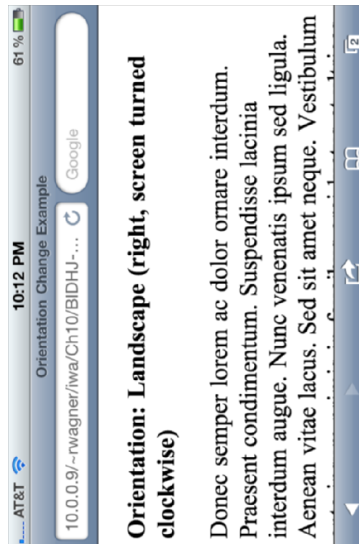 AT&T 10:12 PM 61 %
Orientation Change Example
10.0.0.9/~rwagner/iwa/Ch10/BIDHJ-... Google
Orientation: Landscape (right, screen turned
clockwise)
Donec semper lorem ac dolor ornare interdum.
Praesent condimentum. Suspendisse lacinia
interdum augue. Nunc venenatis ipsum sed ligula.
Aenean vitae lacus. Sed sit amet neque. Vestibulum
2